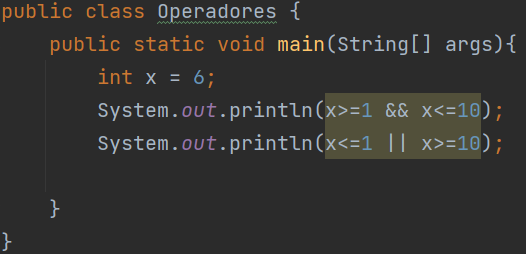 public class Operadores {
    public static void main(String[] args){
        int x = 6;
        System.out.println(x>=1 && x<=10);
        System.out.println(x<=1 || x>=10);
    }
}